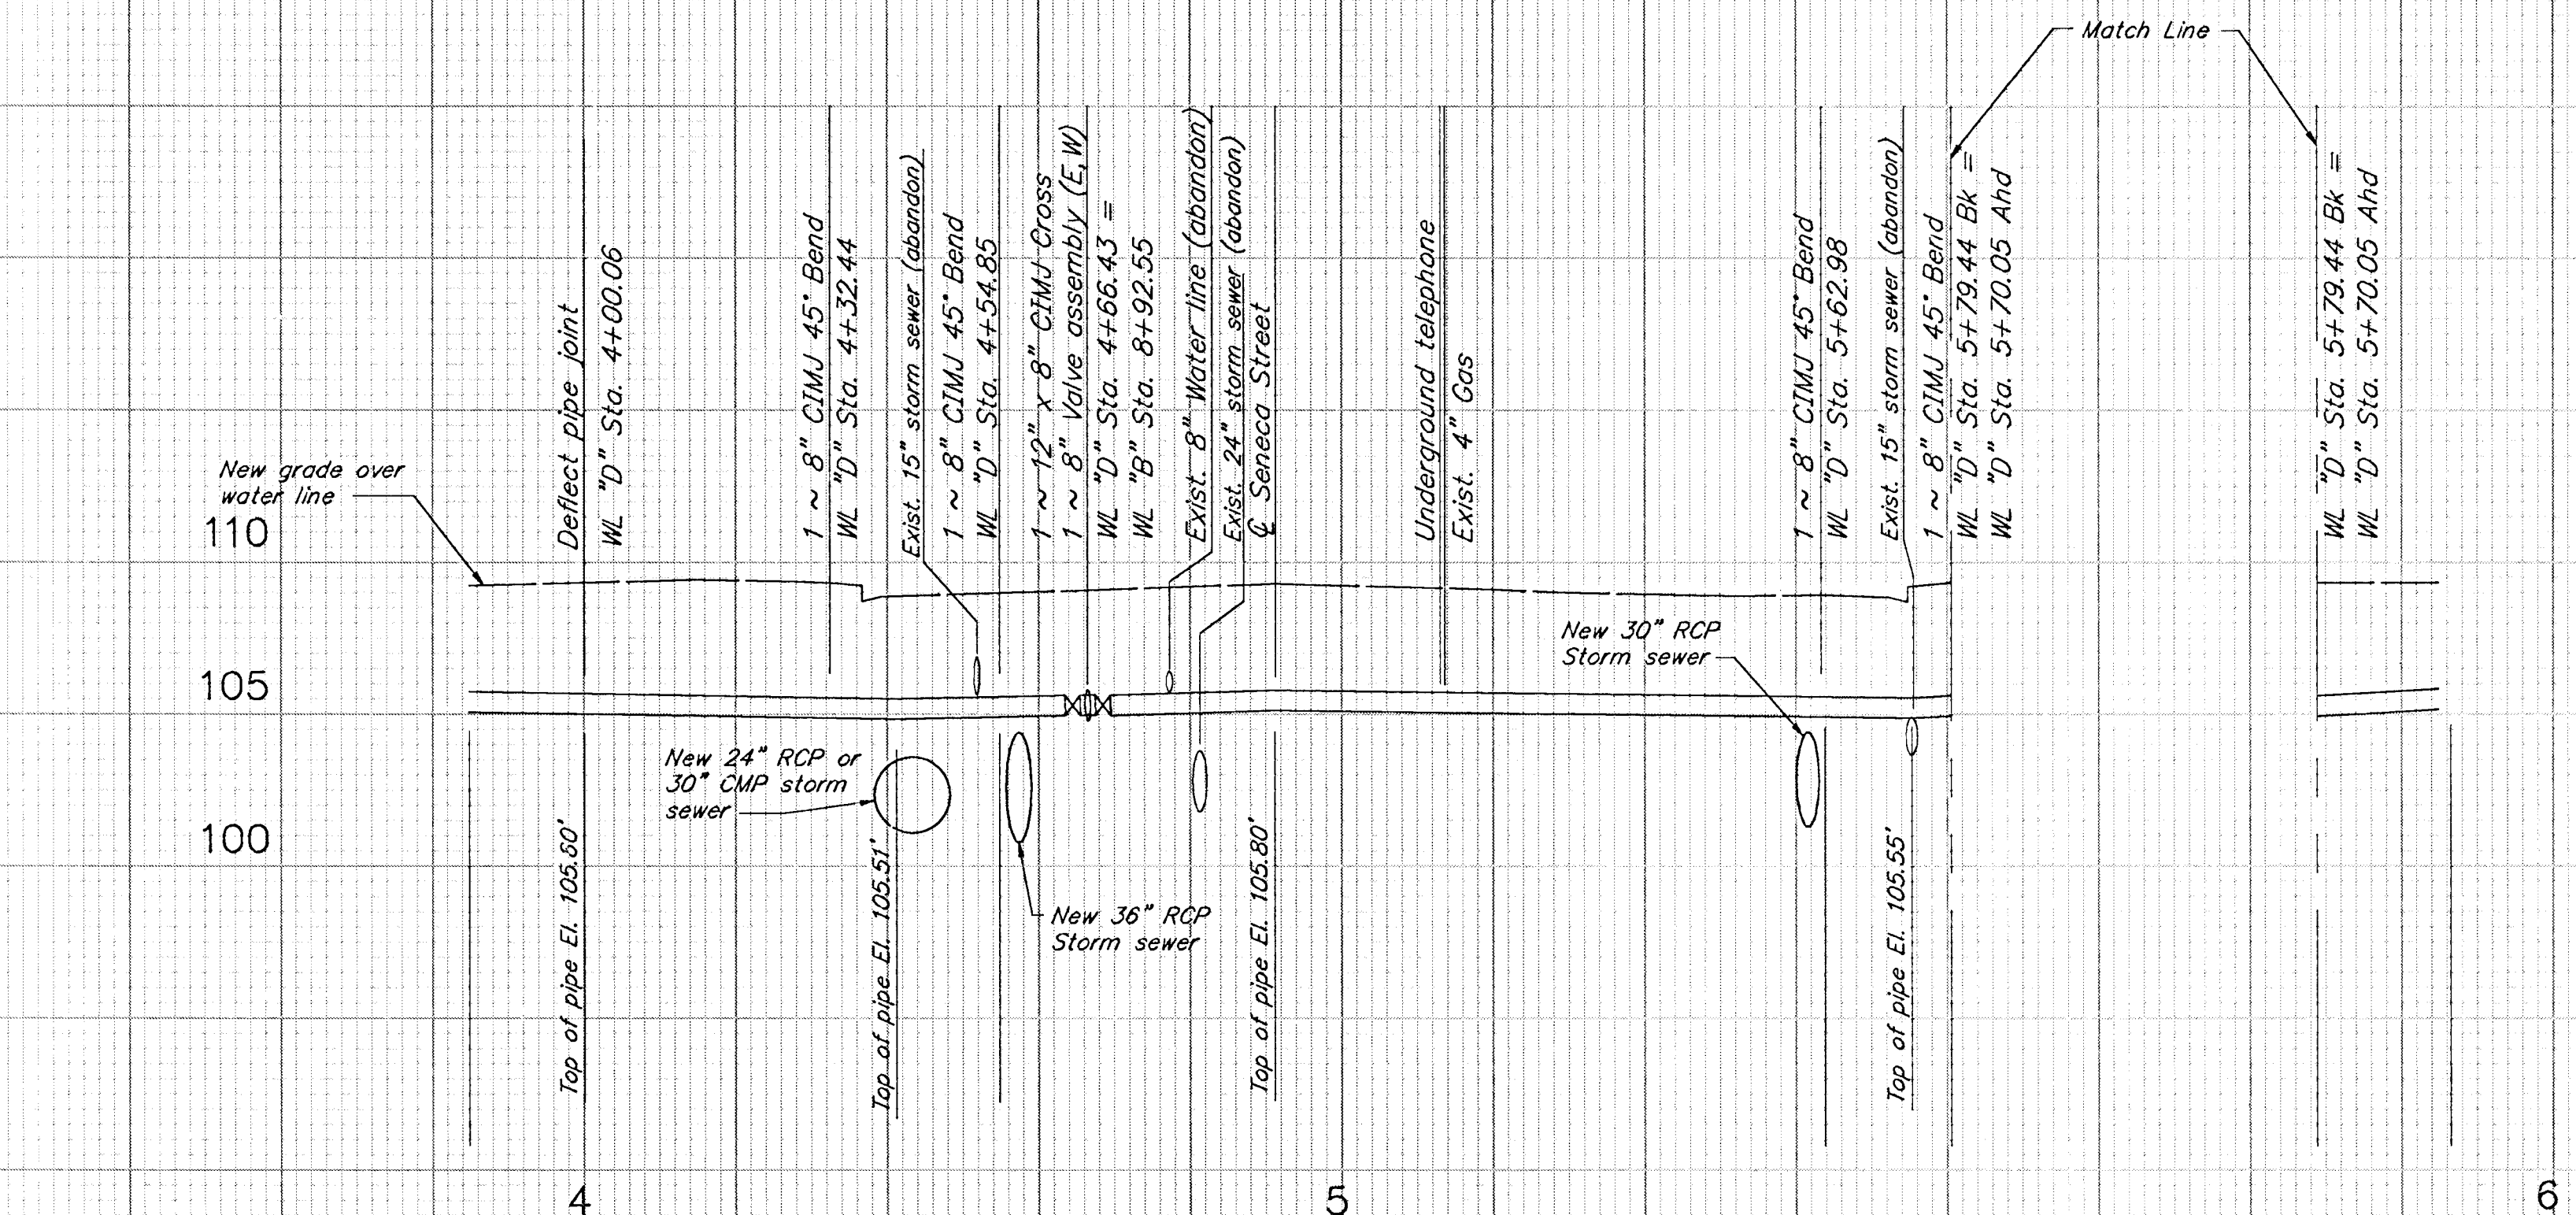 Match Line
New grade over
water line
Deflect pipe joint
WL "D" Sta. 4+00.06
1 ~ 8" CIMJ 45° Bend
WL "D" Sta. 4+32.44
Exist. 15" storm sewer (abandon)
1 ~ 8" CIMJ 45° Bend
WL "D" Sta. 4+54.85
1 ~ 12" x 8" CIMJ Cross
1 ~ 8" Valve assembly (E,W)
WL "D" Sta. 4+66.43 =
WL "B" Sta. 8+92.55
Exist. 8" Water line (abandon)
Exist. 24" storm sewer (abandon)
℄ Seneca Street
Underground telephone
Exist. 4" Gas
1 ~ 8" CIMJ 45° Bend
WL "D" Sta. 5+62.98
Exist. 15" storm sewer (abandon)
1 ~ 8" CIMJ 45° Bend
WL "D" Sta. 5+79.44 Bk =
WL "D" Sta. 5+70.05 Ahd
WL "D" Sta. 5+79.44 Bk =
WL "D" Sta. 5+70.05 Ahd
110
105
100
New 30" RCP
Storm sewer
New 24" RCP or
30" CMP storm
sewer
New 36" RCP
Storm sewer
Top of pipe El. 105.60'
Top of pipe El. 105.51'
Top of pipe El. 105.80'
Top of pipe El. 105.55'
4
5
6